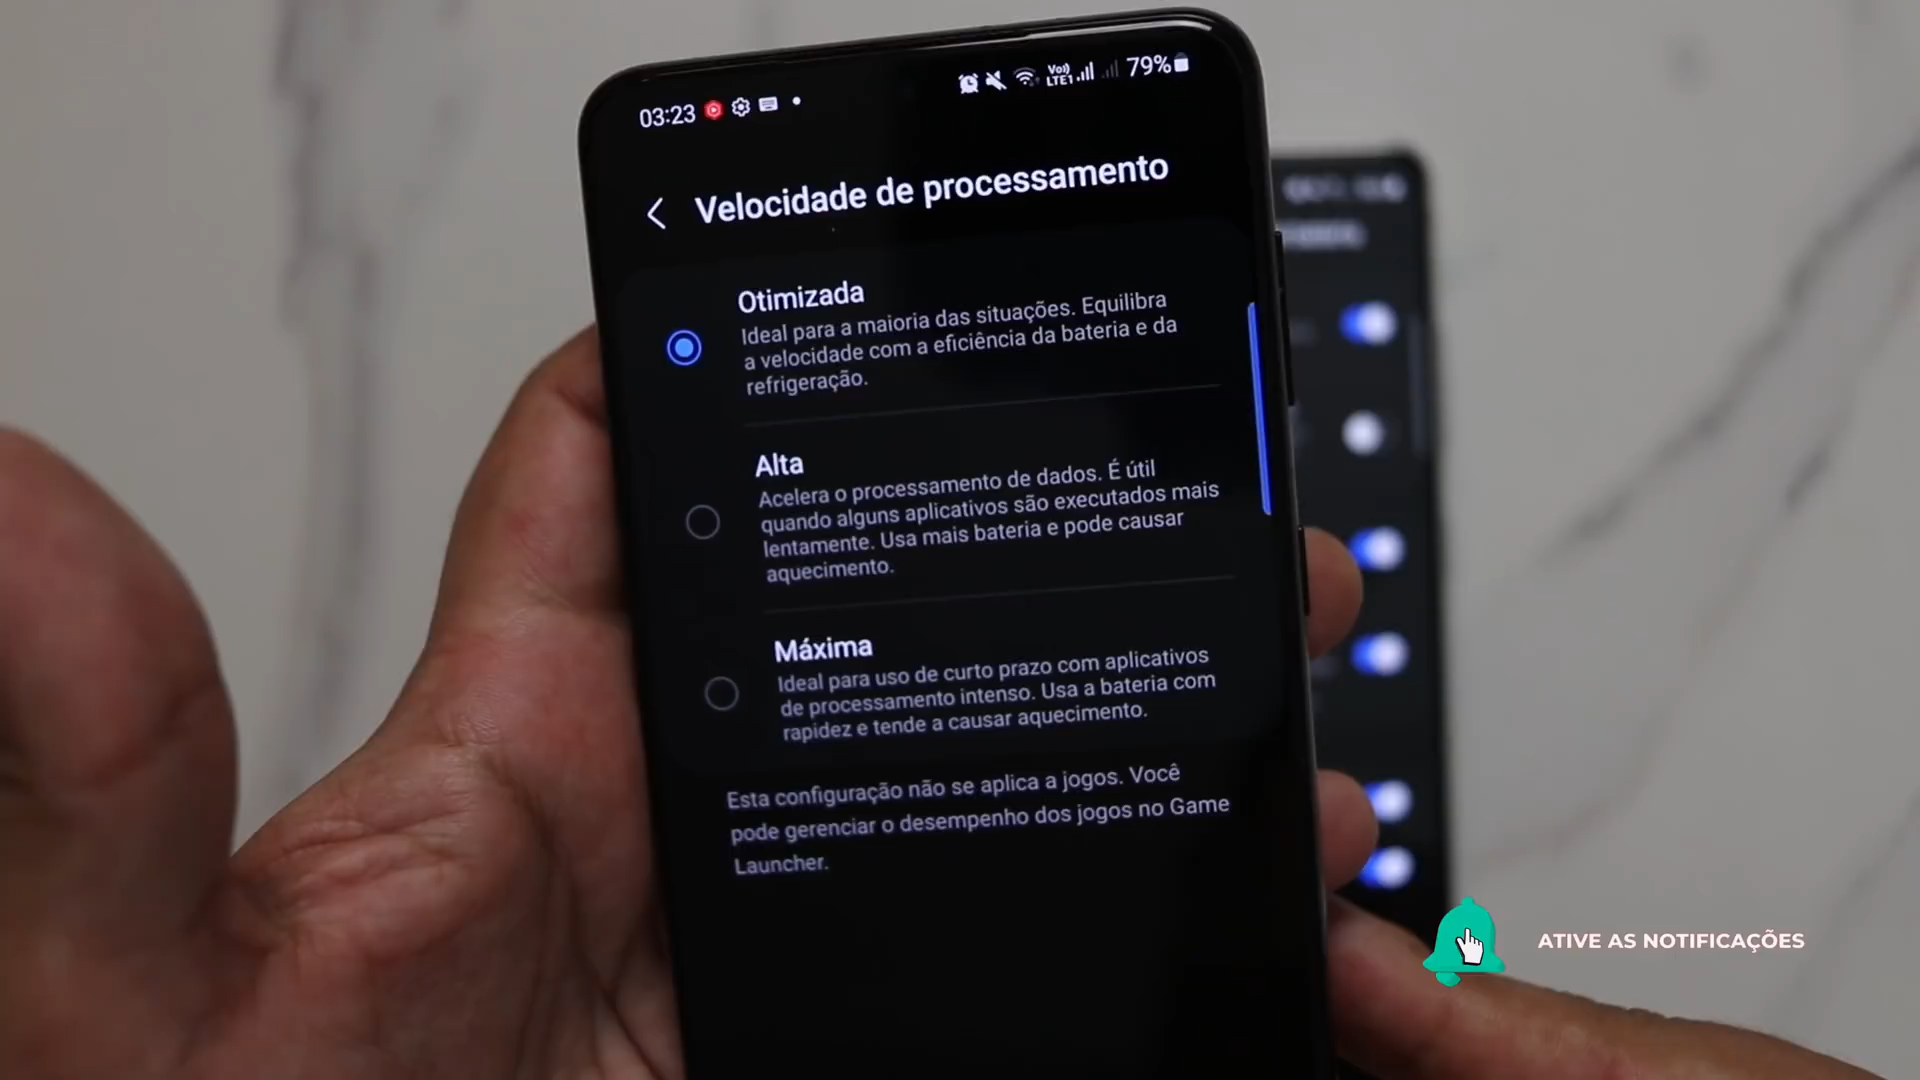 03:23
Vo)) LTE1 79%
Velocidade de processamento
Otimizada
Ideal para a maioria das situações. Equilibra
a velocidade com a eficiência da bateria e da
refrigeração.
Alta
Acelera o processamento de dados. É útil
quando alguns aplicativos são executados mais
lentamente. Usa mais bateria e pode causar
aquecimento.
Máxima
Ideal para uso de curto prazo com aplicativos
de processamento intenso. Usa a bateria com
rapidez e tende a causar aquecimento.
Esta configuração não se aplica a jogos. Você
pode gerenciar o desempenho dos jogos no Game
Launcher.
ATIVE AS NOTIFICAÇÕES